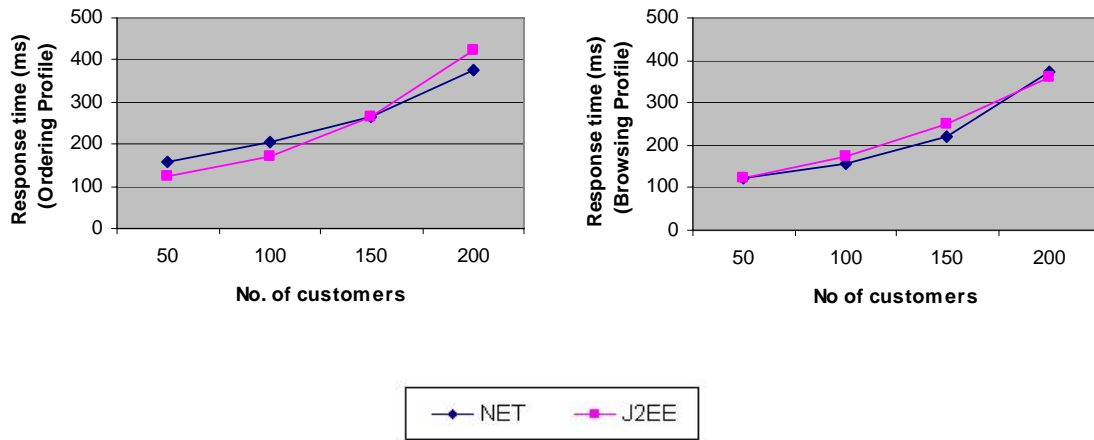 Response time (ms)
(Ordering Profile)
500
400
300
200
100
0
50 100 150 200
No. of customers
Response time (ms)
(Browsing Profile)
500
400
300
200
100
0
50 100 150 200
No of customers
NET J2EE